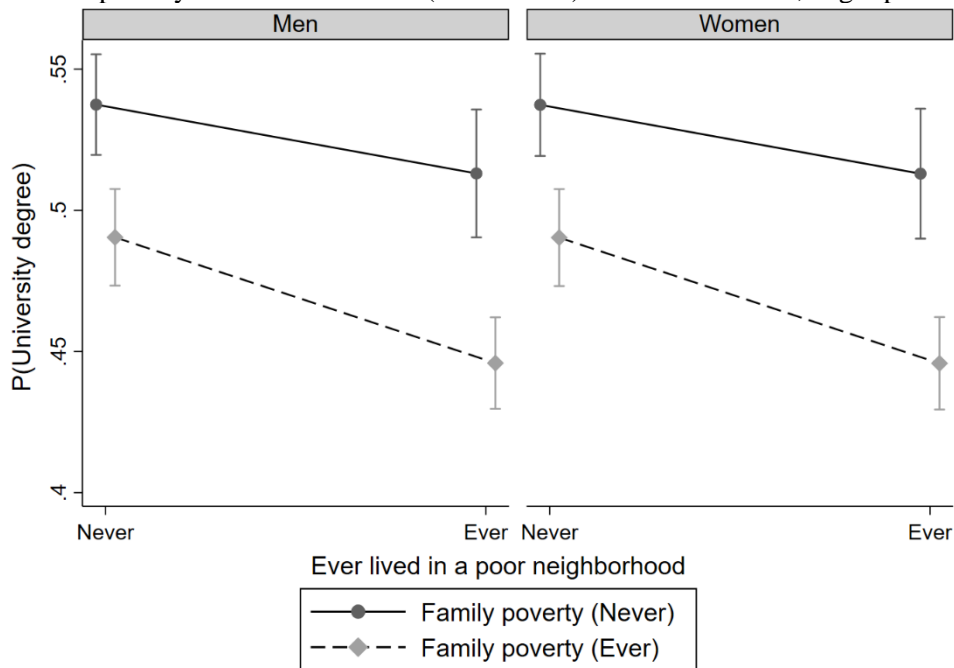 Men
Women
P(University degree)
.55
.5
.45
.4
Never
Ever
Never
Ever
Ever lived in a poor neighborhood
Family poverty (Never)
Family poverty (Ever)